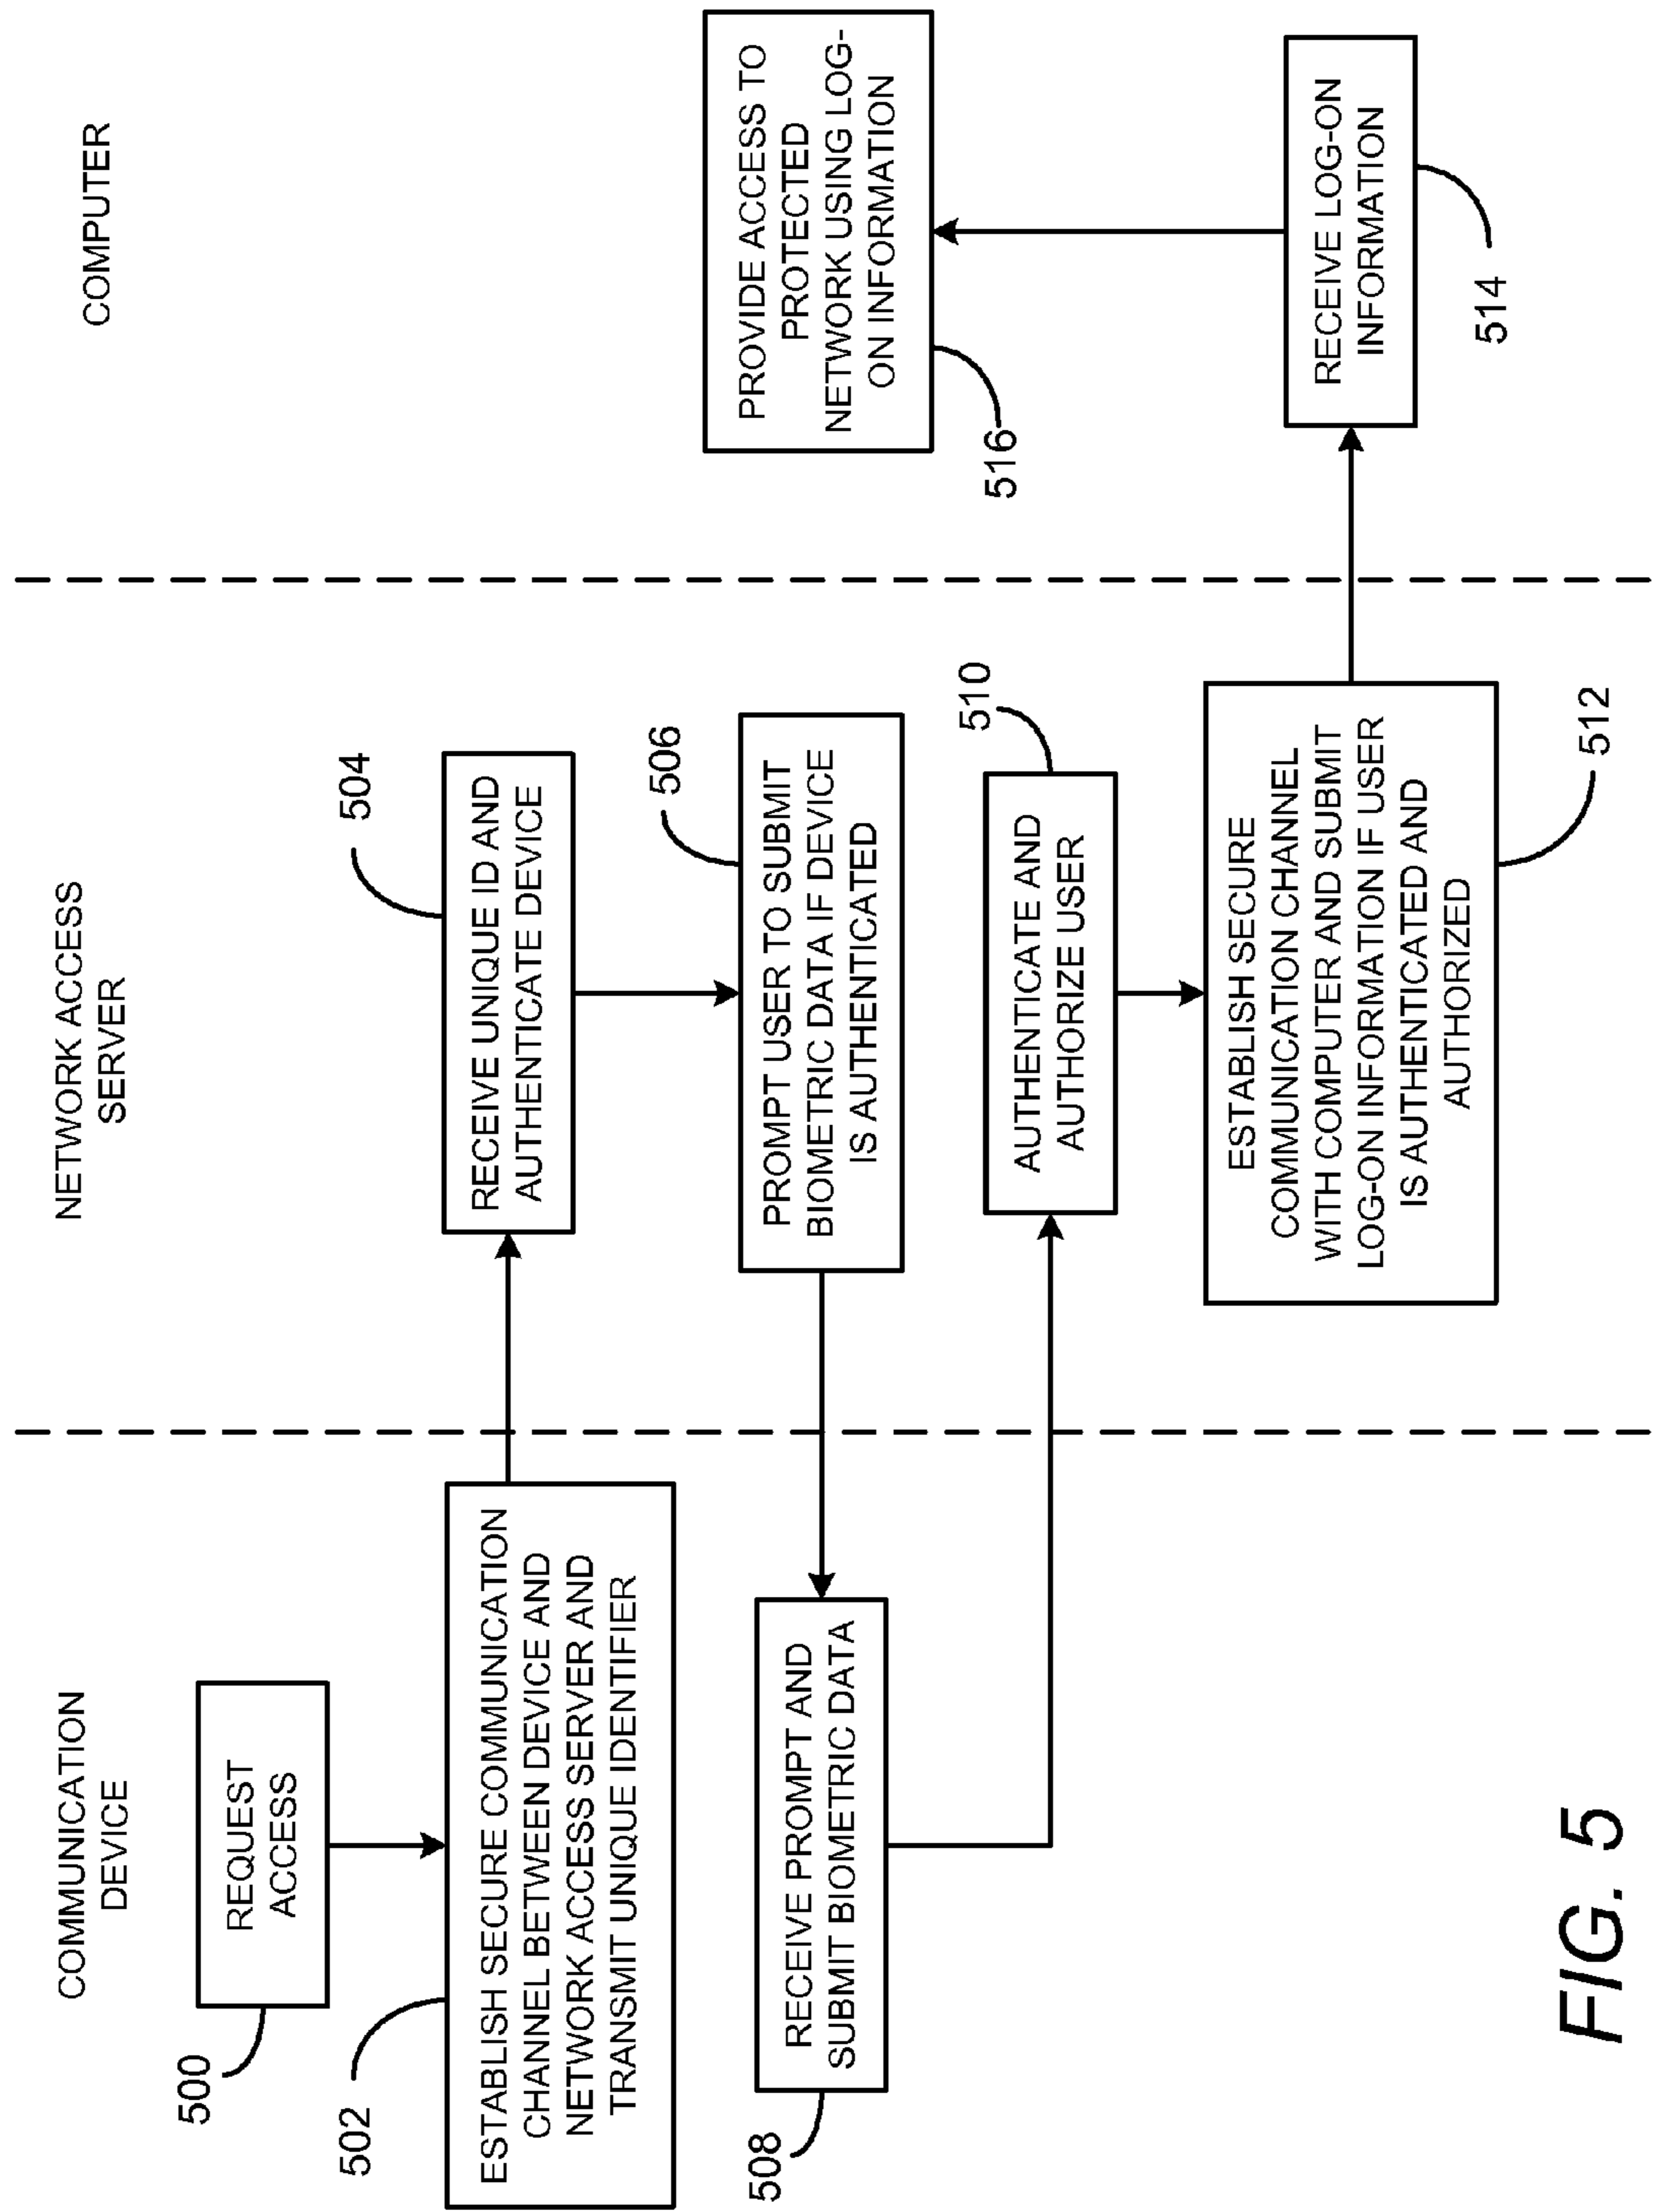 COMMUNICATION
DEVICE
NETWORK ACCESS
SERVER
COMPUTER
500
REQUEST
ACCESS
502
ESTABLISH SECURE COMMUNICATION
CHANNEL BETWEEN DEVICE AND
NETWORK ACCESS SERVER AND
TRANSMIT UNIQUE IDENTIFIER
504
RECEIVE UNIQUE ID AND
AUTHENTICATE DEVICE
506
PROMPT USER TO SUBMIT
BIOMETRIC DATA IF DEVICE
IS AUTHENTICATED
508
RECEIVE PROMPT AND
SUBMIT BIOMETRIC DATA
510
AUTHENTICATE AND
AUTHORIZE USER
ESTABLISH SECURE
COMMUNICATION CHANNEL
WITH COMPUTER AND SUBMIT
LOG-ON INFORMATION IF USER
IS AUTHENTICATED AND
AUTHORIZED
512
RECEIVE LOG-ON
INFORMATION
514
PROVIDE ACCESS TO
PROTECTED
NETWORK USING LOG-
ON INFORMATION
516
FIG. 5